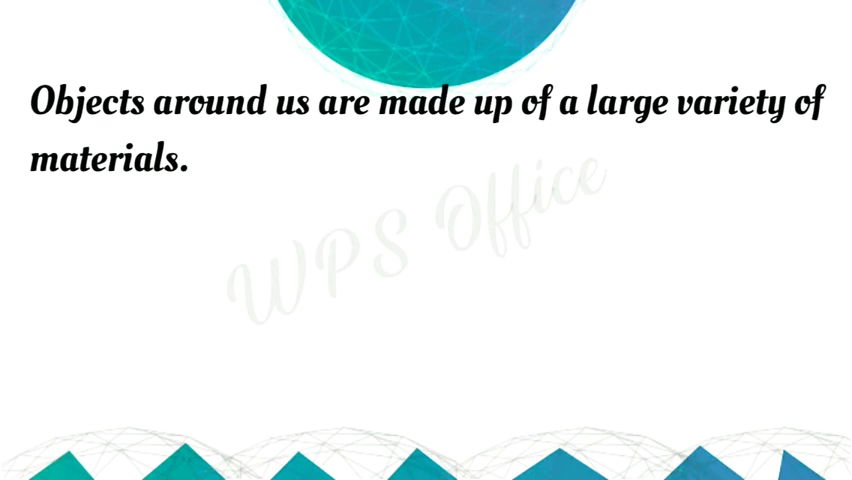 Objects around us are made up of a large variety of
materials.
WPS Office